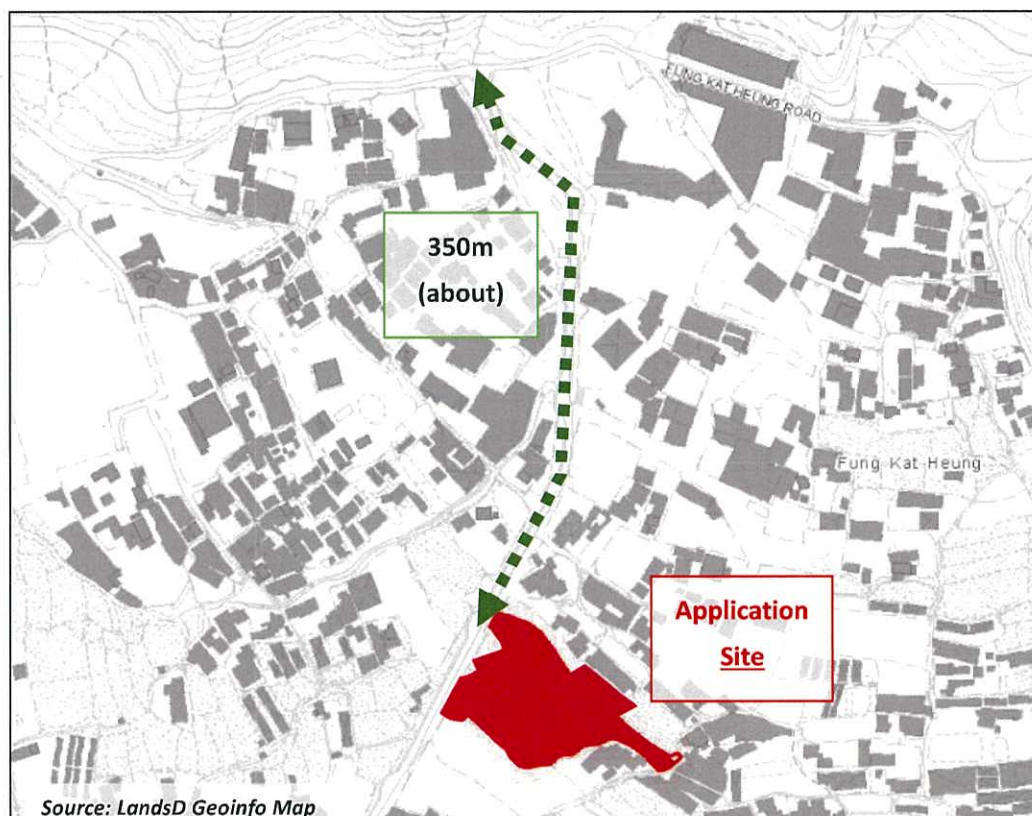 FUNG KAT HEUNG ROAD
350m
(about)
Fung Kat Heung
Application
Site
Source: LandsD Geoinfo Map